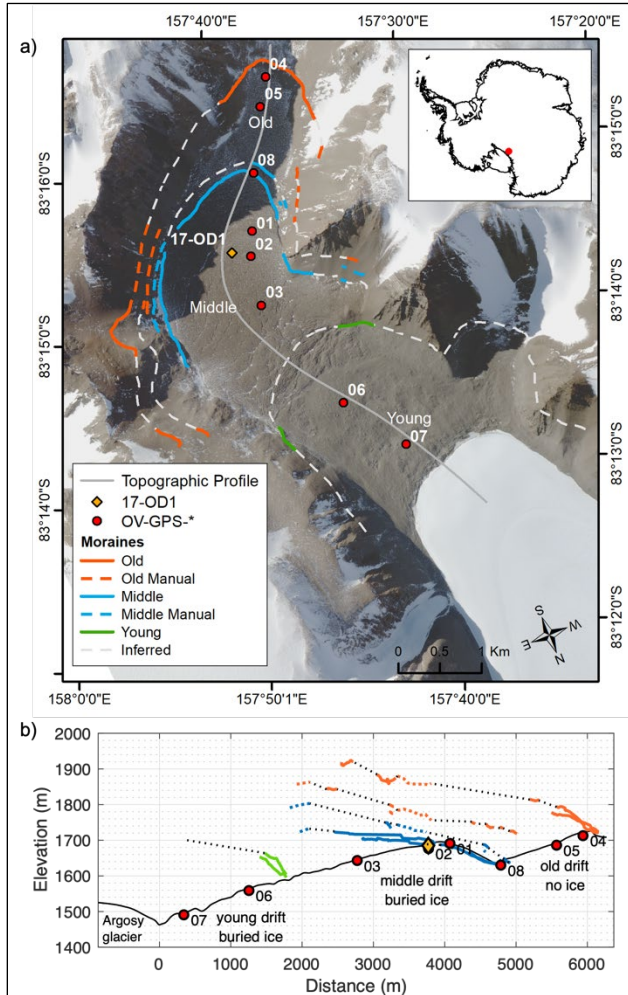 a)
157°40'0"E
157°30'0"E
157°20'0"E
04
05
Old
08
01
17-OD1
02
03
Middle
06
Young
07
83°16'0"S
83°15'0"S
83°14'0"S
83°15'0"S
83°14'0"S
83°13'0"S
83°12'0"S
Topographic Profile
17-OD1
OV-GPS-*
Moraines
Old
Old Manual
Middle
Middle Manual
Young
Inferred
S
W
N
E
0 0.5 1 Km
158°0'0"E
157°50'1"E
157°40'0"E
b)
2000
1900
1800
1700
1600
1500
1400
Elevation (m)
04
01
02
05
08
03
06
07
old drift
no ice
middle drift
buried ice
young drift
buried ice
Argosy
glacier
0 1000 2000 3000 4000 5000 6000
Distance (m)